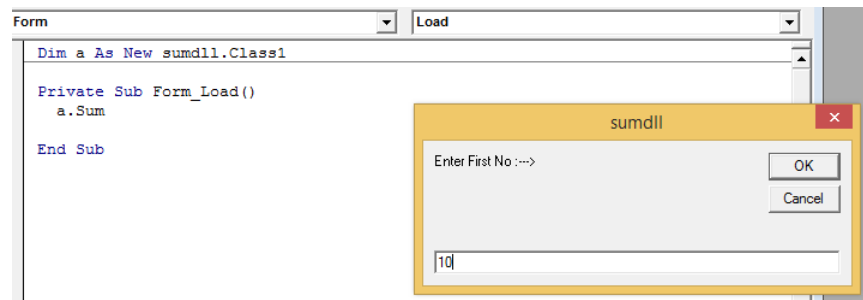 Form
Load
Dim a As New sumdll.Class1
Private Sub Form_Load()
a.Sum
End Sub
sumdll
Enter First No :--->
OK
Cancel
10